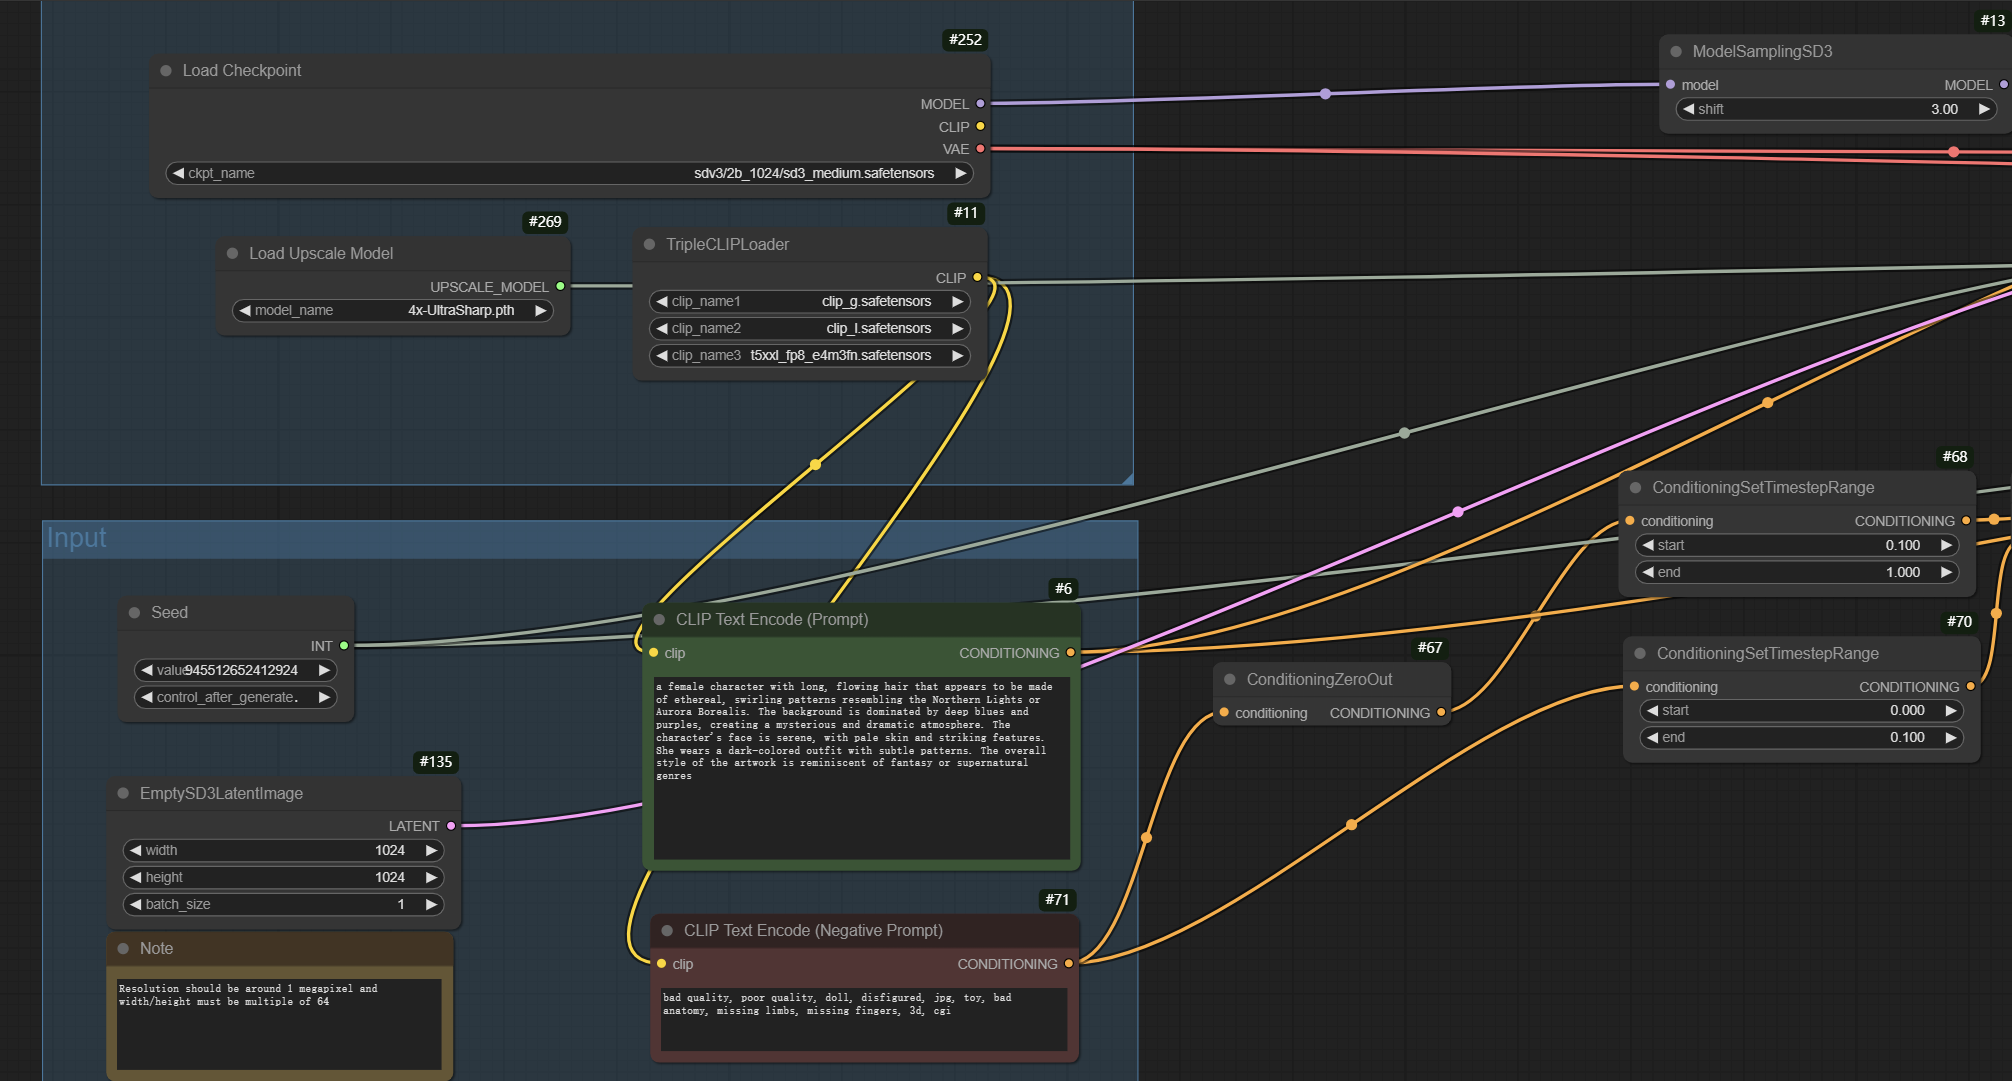 #252
#13
Load Checkpoint
ModelSamplingSD3
MODEL
model
MODEL
shift
3.00
CLIP
VAE
ckpt_name
sdv3/2b_1024/sd3_medium.safetensors
#269
#11
Load Upscale Model
TripleCLIPLoader
UPSCALE_MODEL
CLIP
model_name
4x-UltraSharp.pth
clip_name1
clip_g.safetensors
clip_name2
clip_l.safetensors
clip_name3
t5xxl_fp8_e4m3fn.safetensors
#68
ConditioningSetTimestepRange
conditioning
CONDITIONING
start
0.100
end
1.000
Input
#6
Seed
CLIP Text Encode (Prompt)
INT
clip
CONDITIONING
value
945512652412924
control_after_generate.
a female character with long, flowing hair that appears to be made
of ethereal, swirling patterns resembling the Northern Lights or
Aurora Borealis. The background is dominated by deep blues and
purples, creating a mysterious and dramatic atmosphere. The
character's face is serene, with pale skin and striking features.
She wears a dark-colored outfit with subtle patterns. The overall
style of the artwork is reminiscent of fantasy or supernatural
genres
#67
ConditioningZeroOut
conditioning
CONDITIONING
#70
ConditioningSetTimestepRange
conditioning
CONDITIONING
start
0.000
end
0.100
#135
EmptySD3LatentImage
LATENT
width
1024
height
1024
batch_size
1
#71
CLIP Text Encode (Negative Prompt)
clip
CONDITIONING
bad quality, poor quality, doll, disfigured, jpg, toy, bad
anatomy, missing limbs, missing fingers, 3d, cgi
Note
Resolution should be around 1 megapixel and
width/height must be multiple of 64